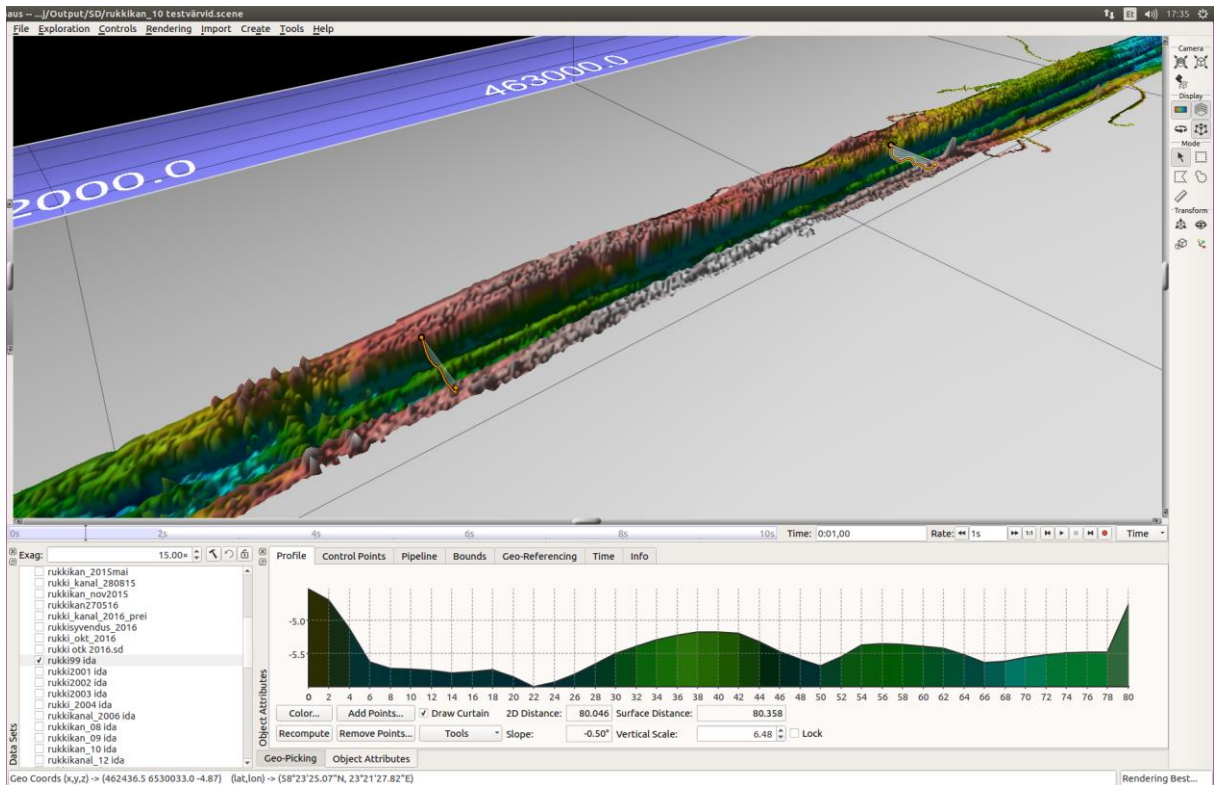 aus -- ...j/Output/SD/rukkikan_10 testvärvid.scene
Et
17:35
File Exploration Controls Rendering Import Create Tools Help
463000.0
2000.0
Camera
Display
Mode
Transform
0s 2s 4s 6s 8s 10s Time: 0:01,00 Rate: 1s 1:1 Time
Exag: 15.00×
rukkikan_2015mai
rukki_kanal_280815
rukkikan_nov2015
rukkikan270516
rukki_kanal_2016_prei
rukkisyvendus_2016
rukki_okt_2016
rukki otk 2016.sd
rukki99 ida
rukki2001 ida
rukki2002 ida
rukki2003 ida
rukki_2004 ida
rukkikanal_2006 ida
rukkikan_08 ida
rukkikan_09 ida
rukkikan_10 ida
rukkikanal_12 ida
Data Sets
Profile Control Points Pipeline Bounds Geo-Referencing Time Info
-5.0
-5.5
0 2 4 6 8 10 12 14 16 18 20 22 24 26 28 30 32 34 36 38 40 42 44 46 48 50 52 54 56 58 60 62 64 66 68 70 72 74 76 78 80
Object Attributes
Color... Add Points... Draw Curtain 2D Distance: 80.046 Surface Distance: 80.358
Recompute Remove Points... Tools Slope: -0.50° Vertical Scale: 6.48 Lock
Geo-Picking Object Attributes
Geo Coords (x,y,z) -> (462436.5 6530033.0 -4.87) (lat,lon) -> (58°23'25.07"N, 23°21'27.82"E)
Rendering Best...